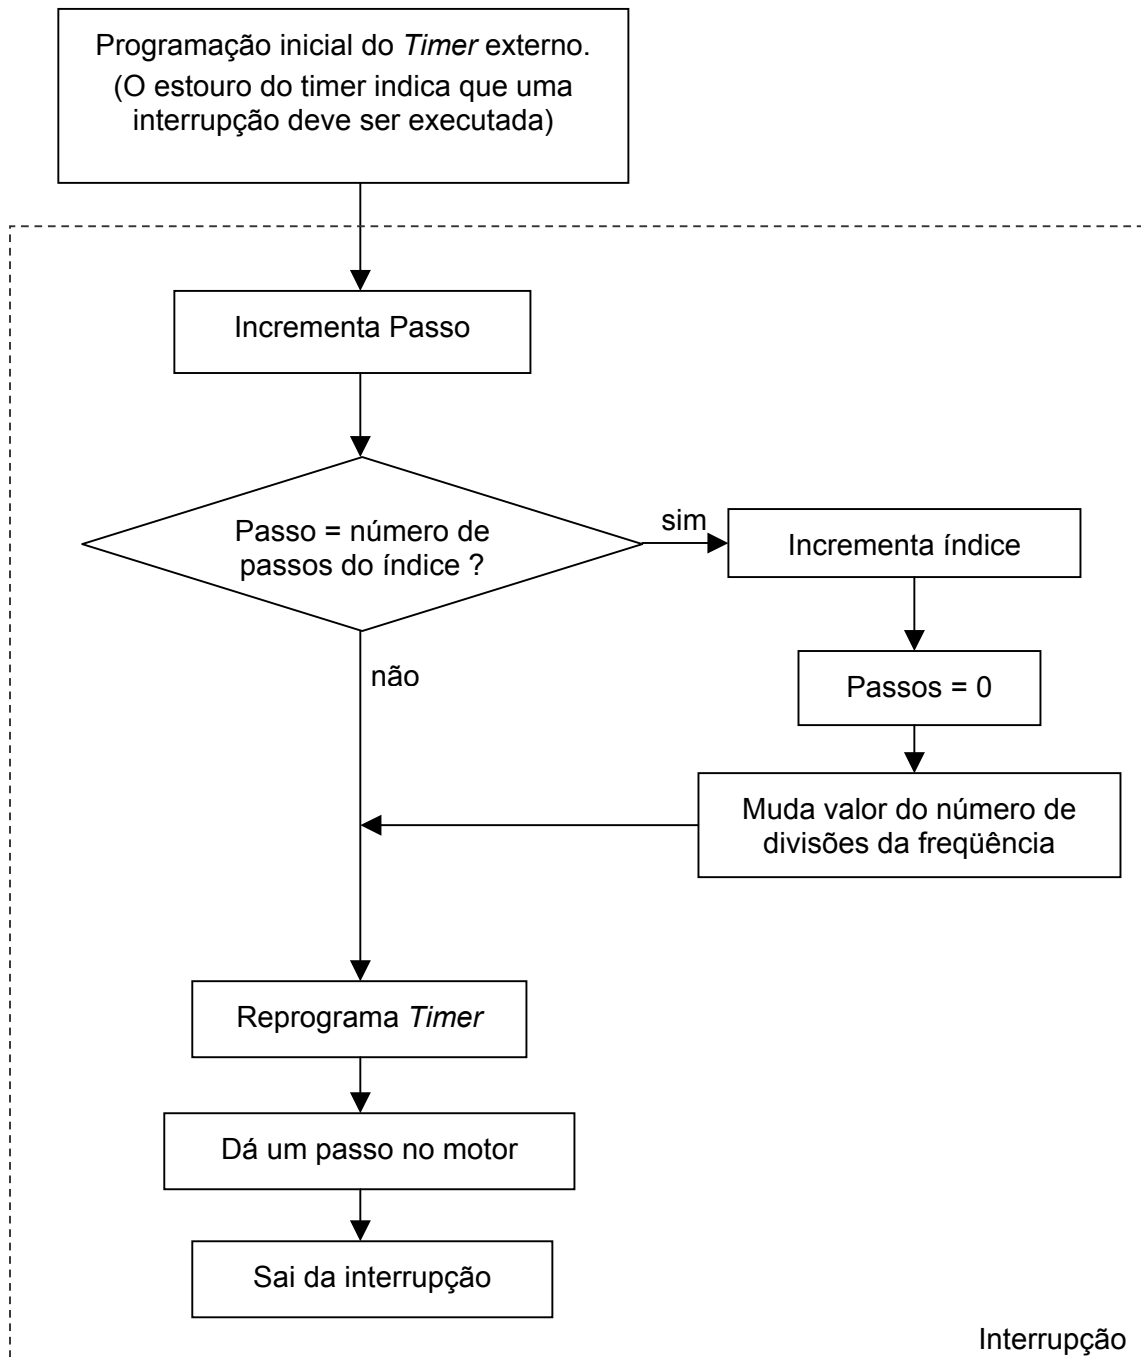 Programação inicial do Timer externo.
(O estouro do timer indica que uma
interrupção deve ser executada)
Incrementa Passo
Passo = número de
passos do índice ?
sim
Incrementa índice
não
Passos = 0
Muda valor do número de
divisões da freqüência
Reprograma Timer
Dá um passo no motor
Sai da interrupção
Interrupção